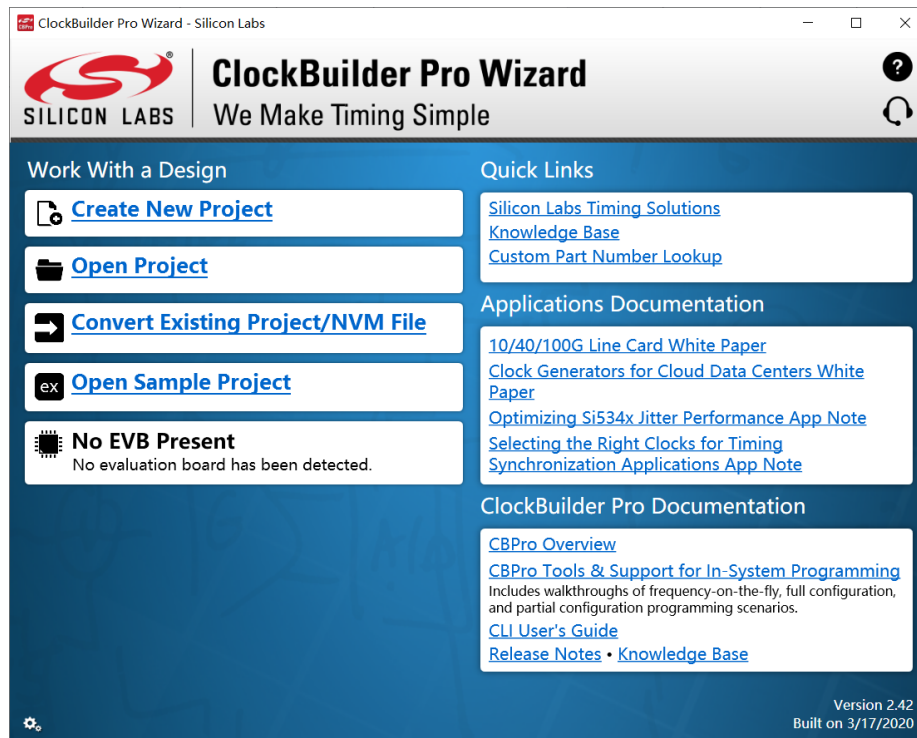 ClockBuilder Pro Wizard - Silicon Labs
SILICON LABS
ClockBuilder Pro Wizard
We Make Timing Simple
Work With a Design
Create New Project
Open Project
Convert Existing Project/NVM File
ex
Open Sample Project
No EVB Present
No evaluation board has been detected.
Quick Links
Silicon Labs Timing Solutions
Knowledge Base
Custom Part Number Lookup
Applications Documentation
10/40/100G Line Card White Paper
Clock Generators for Cloud Data Centers White
Paper
Optimizing Si534x Jitter Performance App Note
Selecting the Right Clocks for Timing
Synchronization Applications App Note
ClockBuilder Pro Documentation
CBPro Overview
CBPro Tools & Support for In-System Programming
Includes walkthroughs of frequency-on-the-fly, full configuration,
and partial configuration programming scenarios.
CLI User's Guide
Release Notes • Knowledge Base
Version 2.42
Built on 3/17/2020